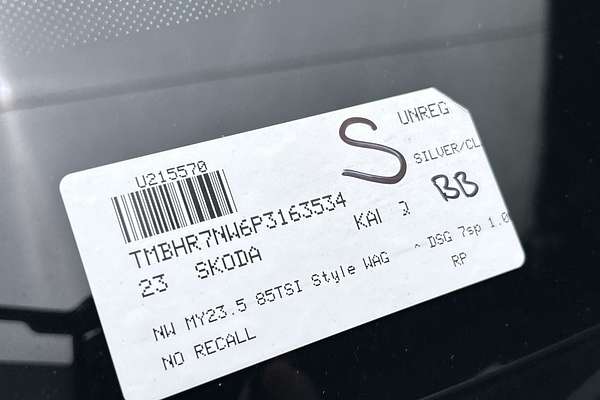 U215570
UNREG
S
SILVER/CL
BB
TMBHR7NW6P3163534
23 SKODA
KAI
NW MY23.5 85TSI Style WAG ^ DSG 7sp 1.0
RP
NO RECALL